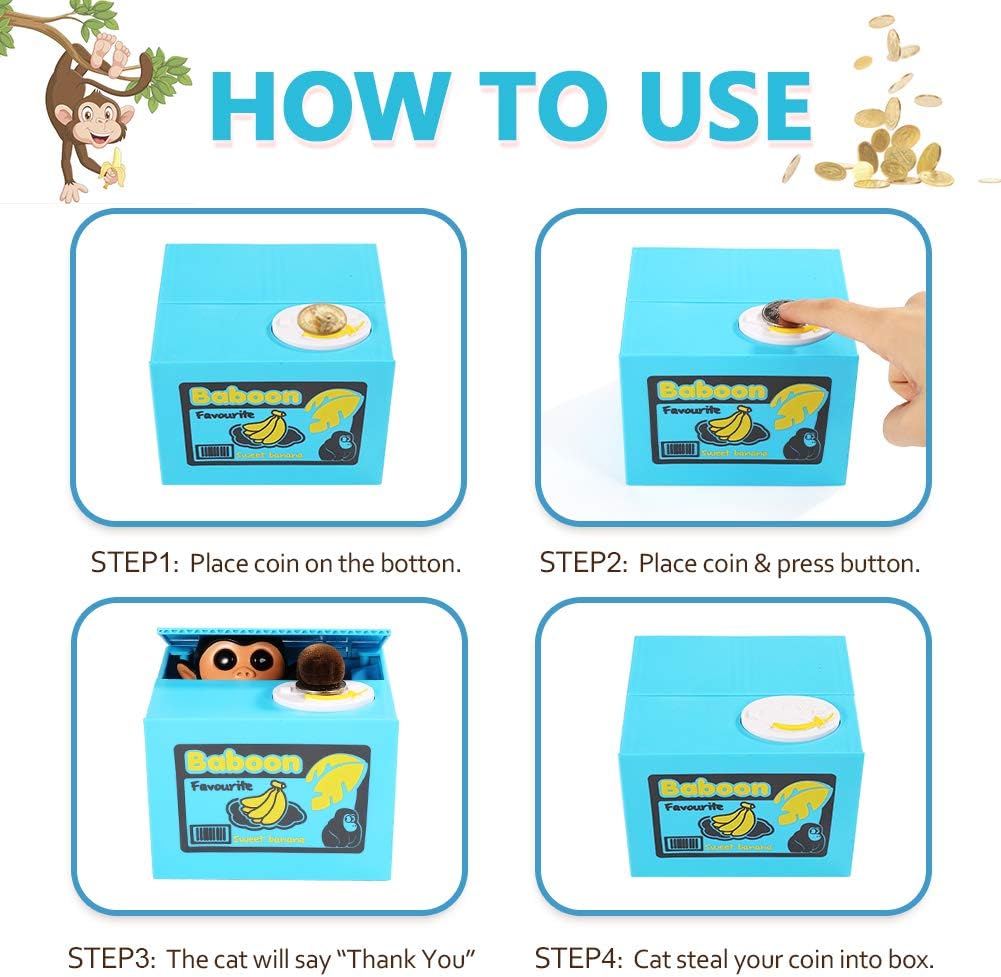 HOW TO USE
Baboon
Favourite
Sweet banana
Baboon
Favourite
Sweet banana
STEP1: Place coin on the botton.
STEP2: Place coin & press button.
Baboon
Favourite
Sweet banana
Baboon
Favourite
Sweet banana
STEP3: The cat will say “Thank You”
STEP4: Cat steal your coin into box.